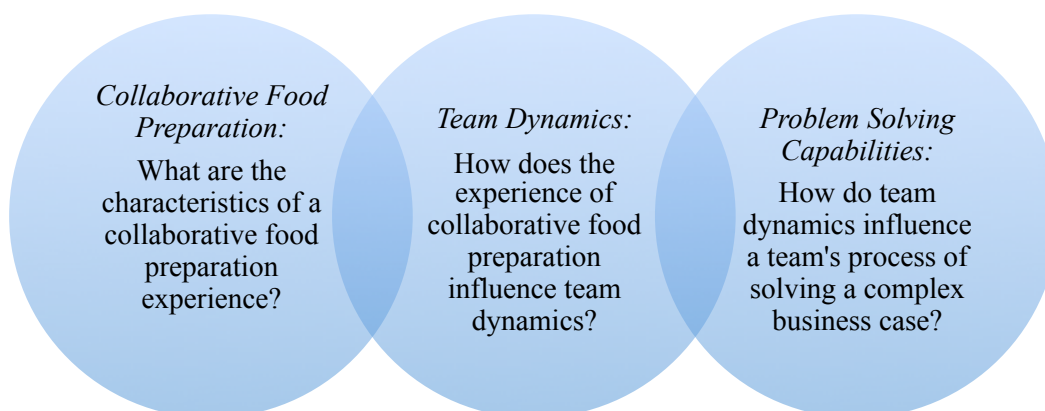 Collaborative Food
Preparation:
What are the
characteristics of a
collaborative food
preparation
experience?
Team Dynamics:
How does the
experience of
collaborative food
preparation
influence team
dynamics?
Problem Solving
Capabilities:
How do team
dynamics influence
a team's process of
solving a complex
business case?